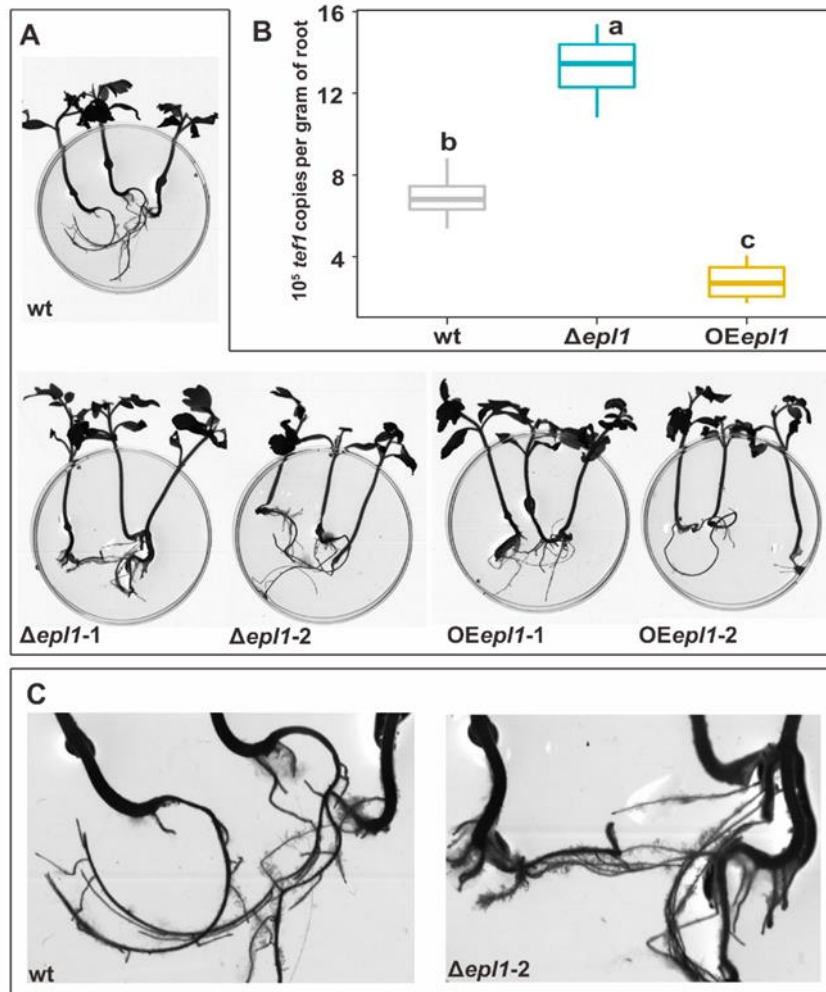 A
wt
B
10⁵ tef1 copies per gram of root
16
12
8
4
b
a
c
wt
Δepl1
OEepl1
Δepl1-1
Δepl1-2
OEepl1-1
OEepl1-2
C
wt
Δepl1-2